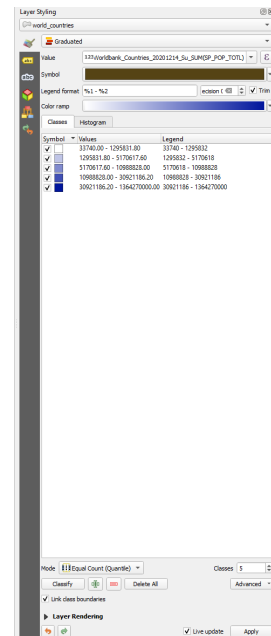 Layer Styling
world_countries
Graduated
Value 123 Worldbank_Countries_20201214_Su_SUM(SP_POP_TOTL) ε
Symbol
Legend format %1 - %2 ecision ( Trim
Color ramp
Classes Histogram
Symbol Values Legend
33740.00 - 1295831.80 33740 - 1295832
1295831.80 - 5170617.60 1295832 - 5170618
5170617.60 - 10988828.00 5170618 - 10988828
10988828.00 - 30921186.20 10988828 - 30921186
30921186.20 - 1364270000.00 30921186 - 1364270000
Mode Equal Count (Quantile) Classes 5
Classify Delete All Advanced
Link class boundaries
Layer Rendering
Live update Apply